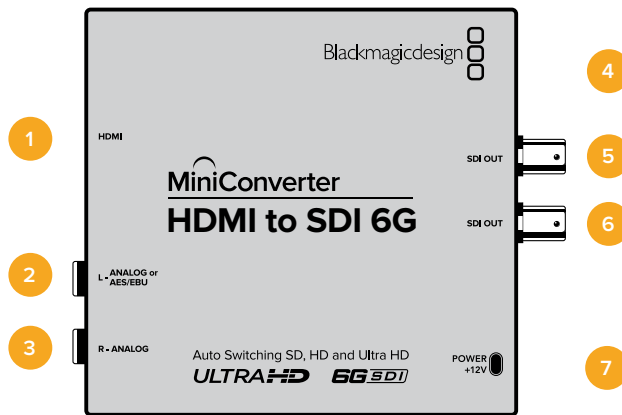 Blackmagicdesign
4
1
HDMI
SDI OUT
5
MiniConverter
HDMI to SDI 6G
SDI OUT
6
2
L - ANALOG or
AES/EBU
3
R - ANALOG
Auto Switching SD, HD and Ultra HD
ULTRAHD 6G SDI
POWER
+12V
7